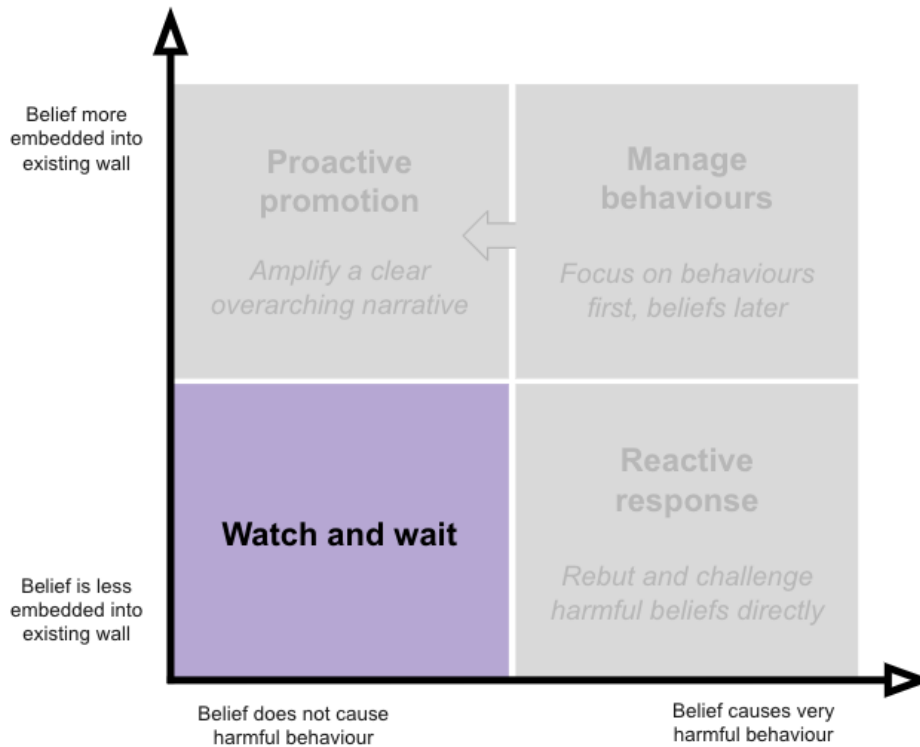 Belief more
embedded into
existing wall
Proactive
promotion
Amplify a clear
overarching narrative
Manage
behaviours
Focus on behaviours
first, beliefs later
Watch and wait
Reactive
response
Rebut and challenge
harmful beliefs directly
Belief is less
embedded into
existing wall
Belief does not cause
harmful behaviour
Belief causes very
harmful behaviour